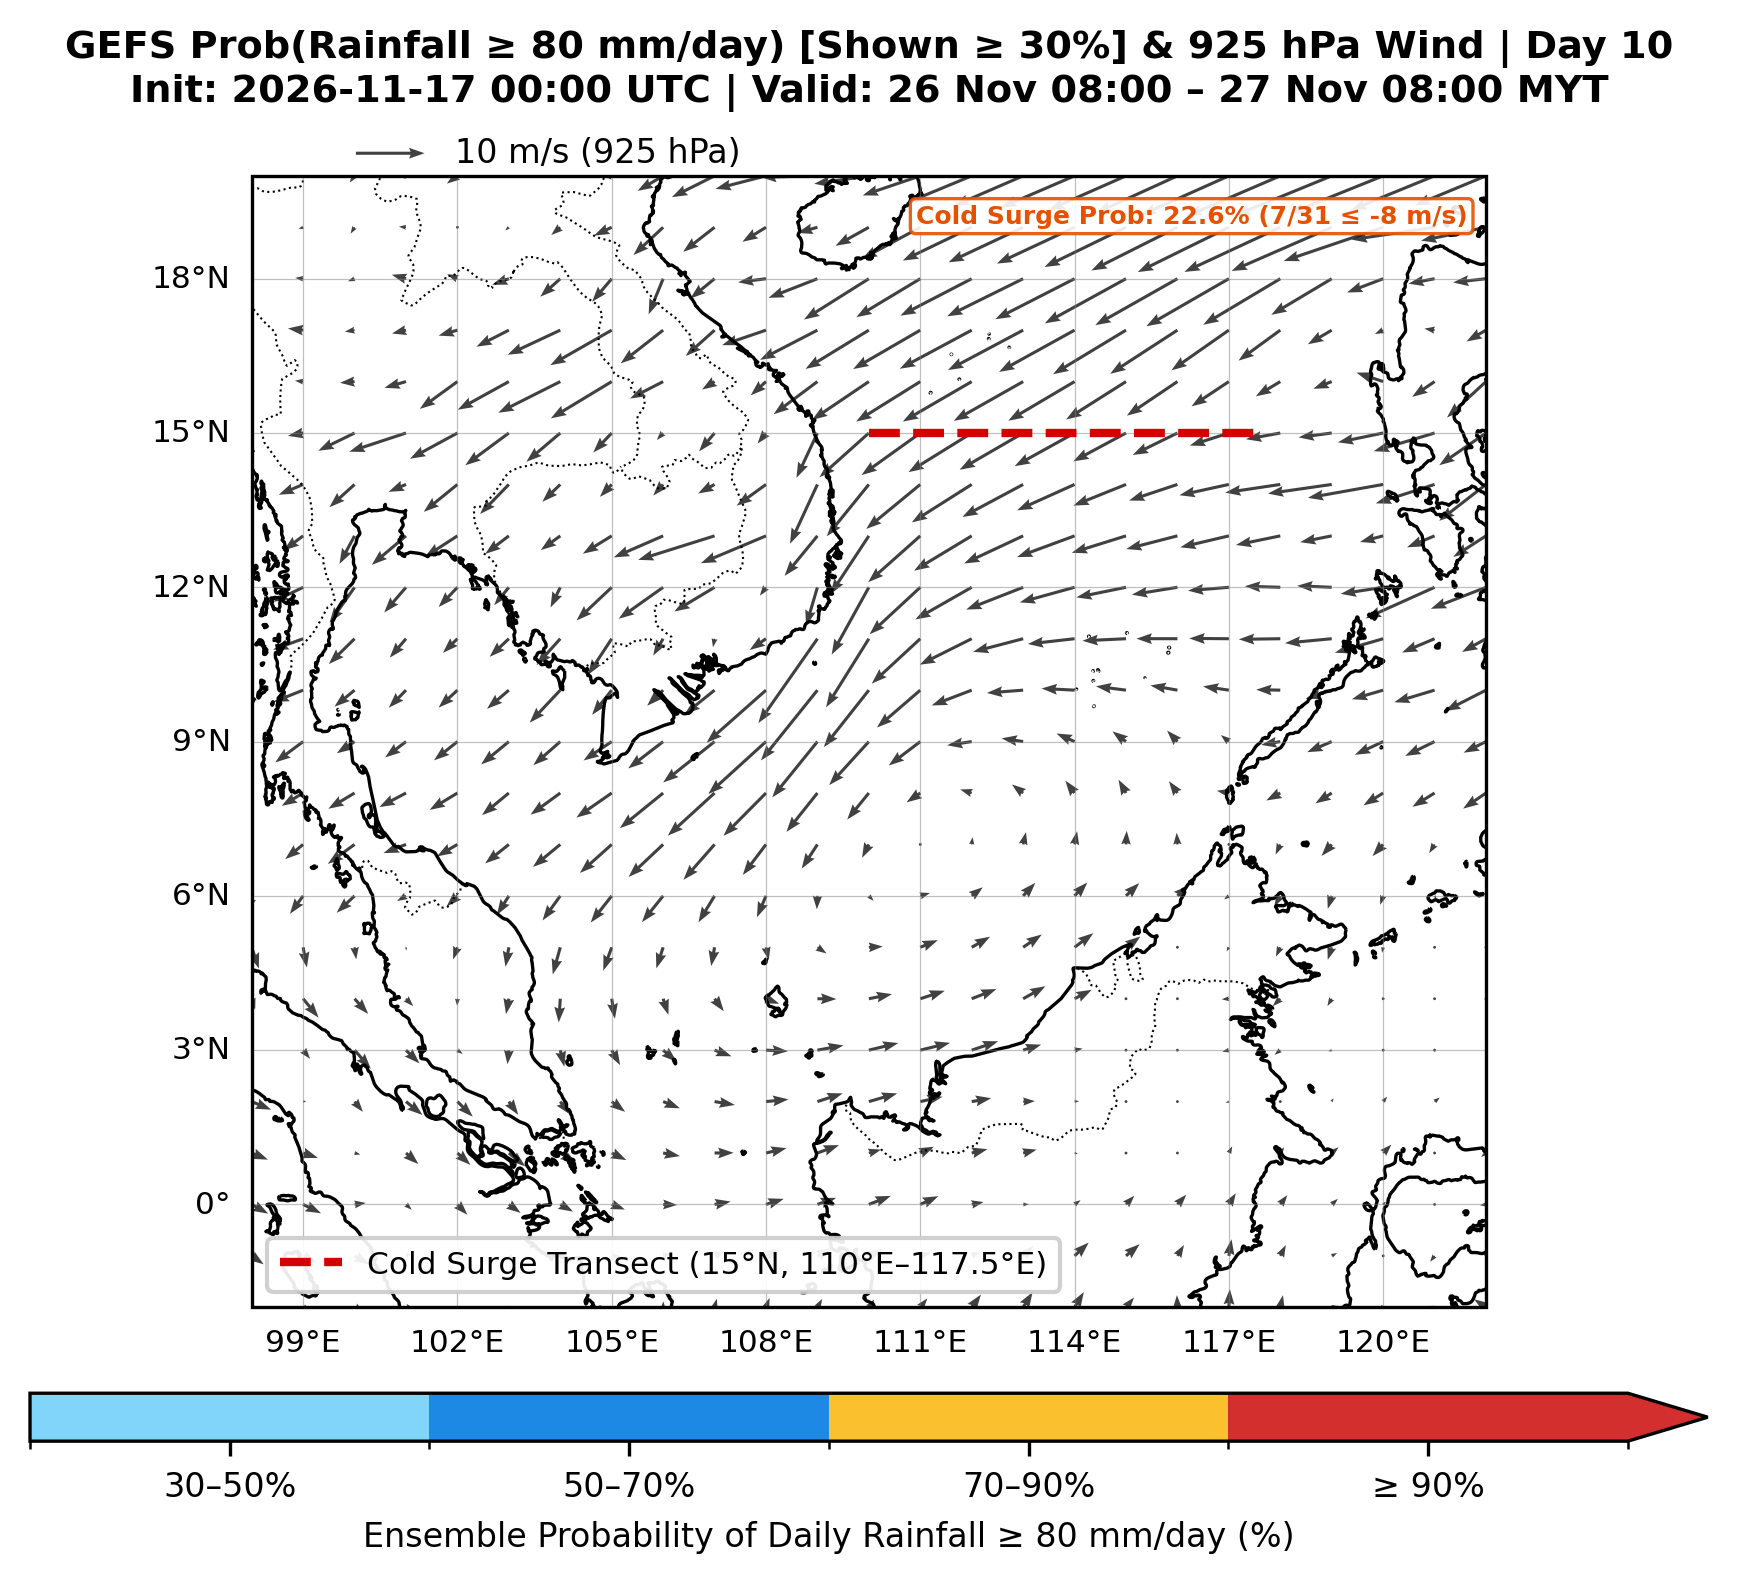 GEFS Prob(Rainfall ≥ 80 mm/day) [Shown ≥ 30%] & 925 hPa Wind | Day 10
Init: 2026-11-17 00:00 UTC | Valid: 26 Nov 08:00 – 27 Nov 08:00 MYT
10 m/s (925 hPa)
Cold Surge Prob: 22.6% (7/31 ≤ -8 m/s)
18°N
15°N
12°N
9°N
6°N
3°N
0°
Cold Surge Transect (15°N, 110°E–117.5°E)
99°E 102°E 105°E 108°E 111°E 114°E 117°E 120°E
30–50% 50–70% 70–90% ≥ 90%
Ensemble Probability of Daily Rainfall ≥ 80 mm/day (%)